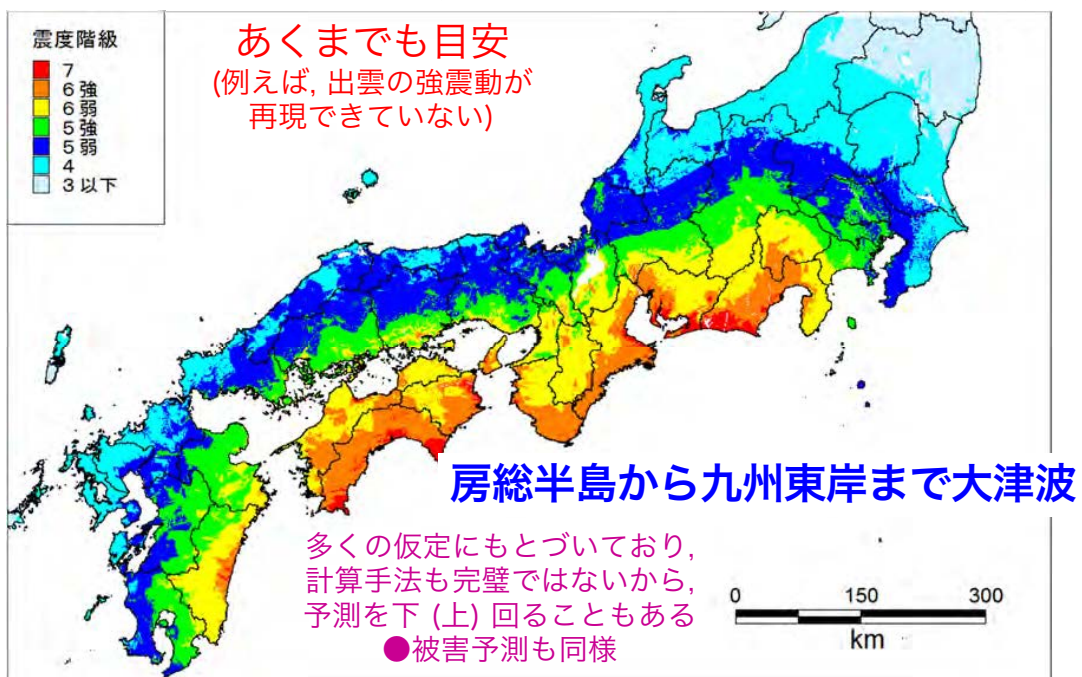 震度階級
7
6強
6弱
5強
5弱
4
3以下
あくまでも目安
(例えば, 出雲の強震動が
再現できていない)
房総半島から九州東岸まで大津波
多くの仮定にもとづいており,
計算手法も完璧ではないから,
予測を下 (上) 回ることもある
●被害予測も同様
0 150 300
km